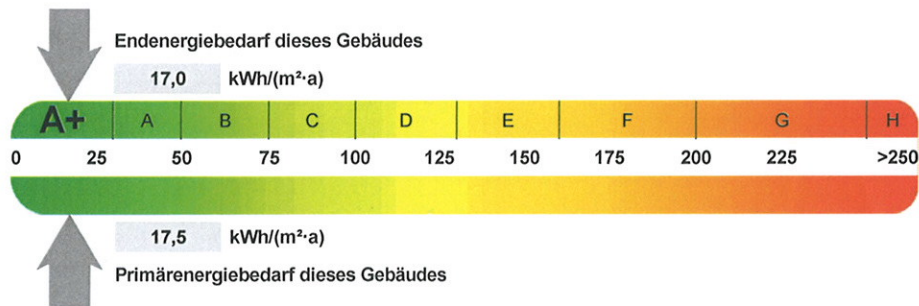 Endenergiebedarf dieses Gebäudes
17,0 kWh/(m²·a)
A+ A B C D E F G H
0 25 50 75 100 125 150 175 200 225 >250
17,5 kWh/(m²·a)
Primärenergiebedarf dieses Gebäudes